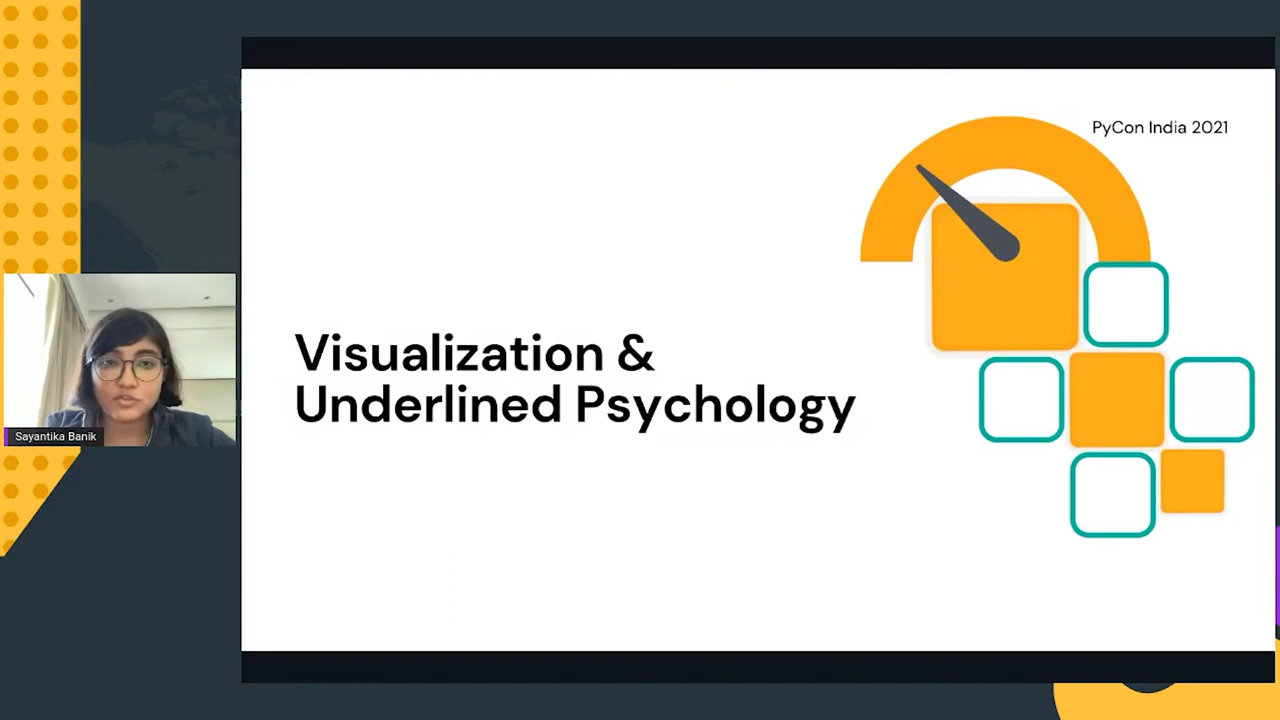 PyCon India 2021
Visualization &
Underlined Psychology
Sayantika Banik